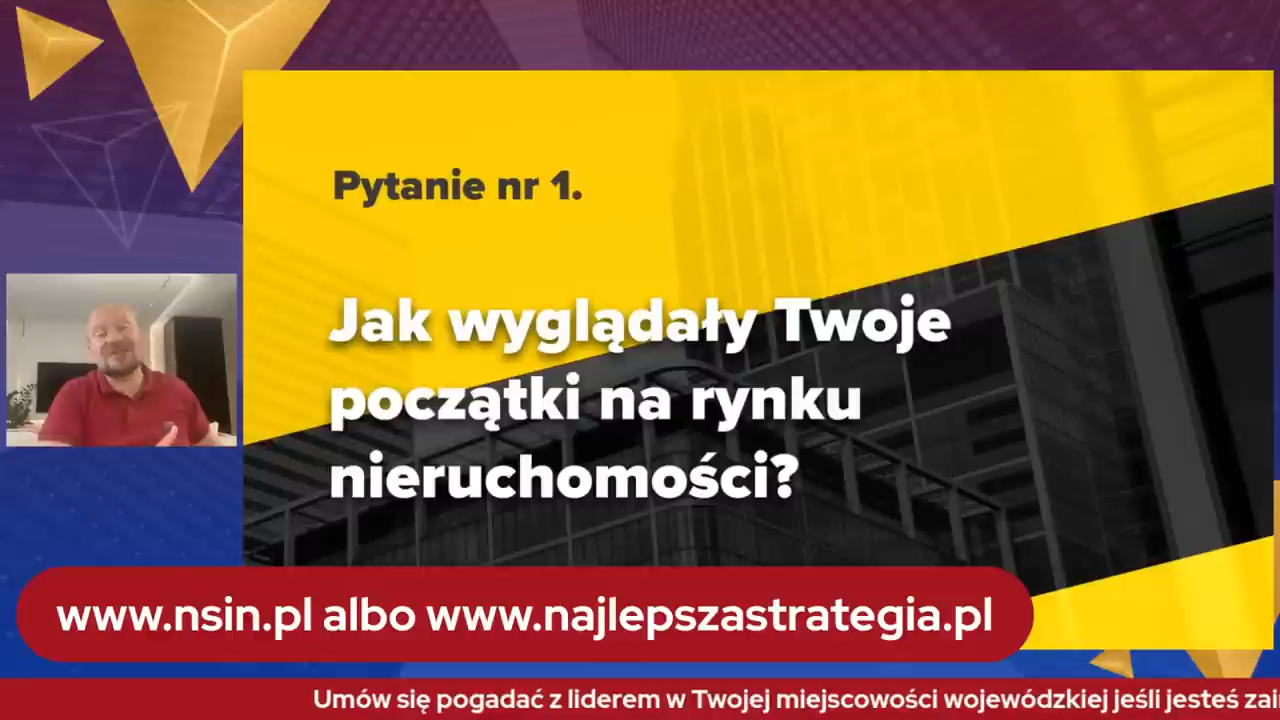 Pytanie nr 1.
Jak wyglądały Twoje
początki na rynku
nieruchomości?
www.nsin.pl albo www.najlepszastrategia.pl
Umów się pogadać z liderem w Twojej miejscowości wojewódzkiej jeśli jesteś